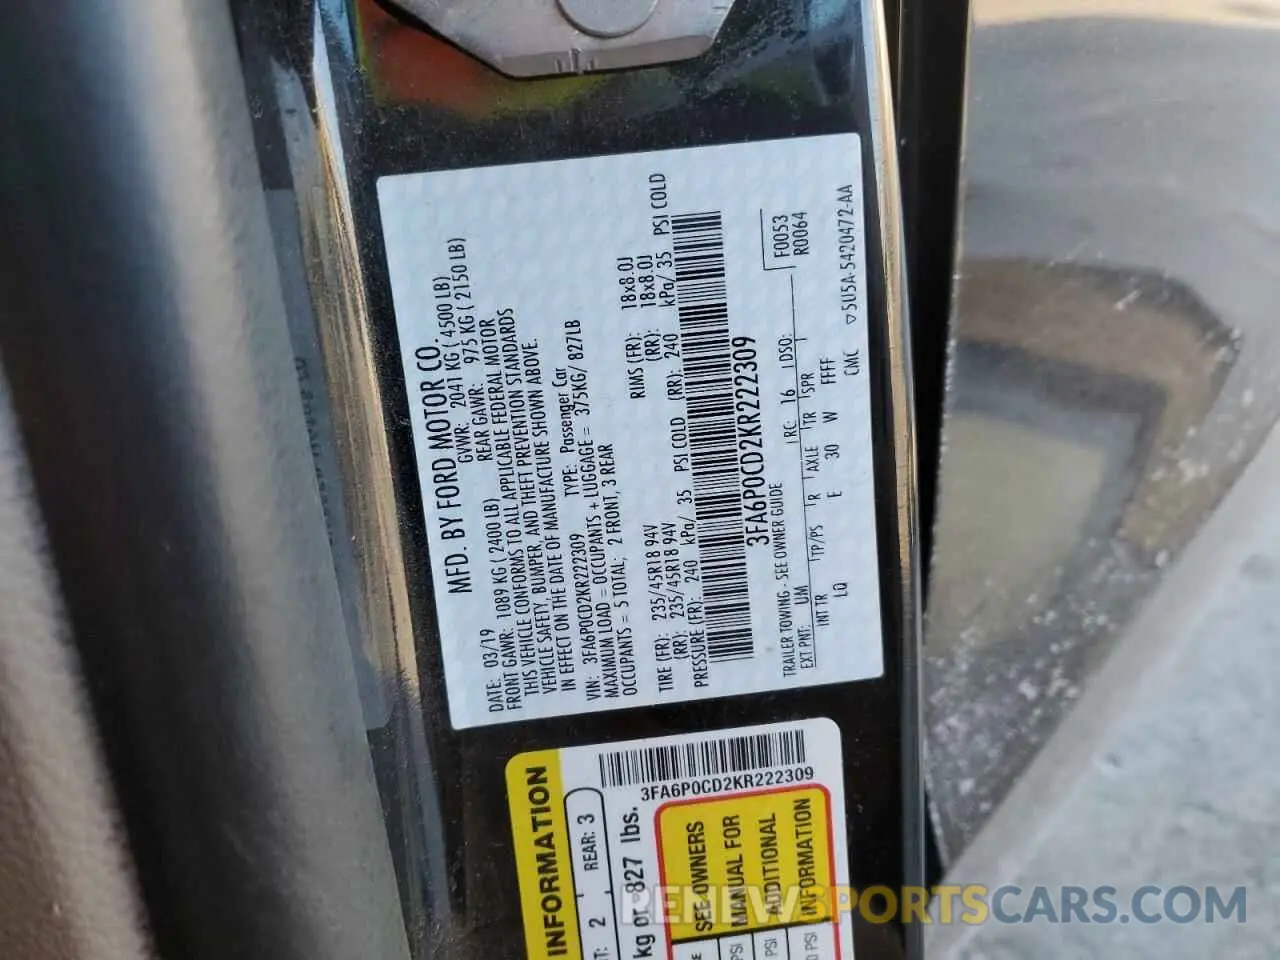 MFD. BY FORD MOTOR CO.
DATE: 03/19 GVWR: 2041 KG ( 4500 LB)
FRONT GAWR: 1089 KG ( 2400 LB) REAR GAWR: 975 KG ( 2150 LB)
THIS VEHICLE CONFORMS TO ALL APPLICABLE FEDERAL MOTOR
VEHICLE SAFETY, BUMPER, AND THEFT PREVENTION STANDARDS
IN EFFECT ON THE DATE OF MANUFACTURE SHOWN ABOVE.
VIN: 3FA6P0CD2KR222309 TYPE: Passenger Car
MAXIMUM LOAD = OCCUPANTS + LUGGAGE = 375KG/ 827LB
OCCUPANTS = 5 TOTAL; 2 FRONT, 3 REAR
TIRE (FR): 235/45R18 94V RIMS (FR): 18x8.0J
(RR): 235/45R18 94V (RR): 18x8.0J
PRESSURE (FR): 240 kPa/ 35 PSI COLD (RR): 240 kPa/ 35 PSI COLD
3FA6P0CD2KR222309
F0053
TRAILER TOWING - SEE OWNER GUIDE R0064
EXT PNT: UM RC: 16 DSO:
INT TR TP/PS R AXLE TR SPR
LQ E 30 W FFFF
CMC ▽5U5A-5420472-AA
INFORMATION
2 REAR: 3
kg or 827 lbs.
3FA6P0CD2KR222309
SEE OWNERS
MANUAL FOR
ADDITIONAL
INFORMATION
PSI
PSI
PSI
RENEWSPORTSCARS.COM